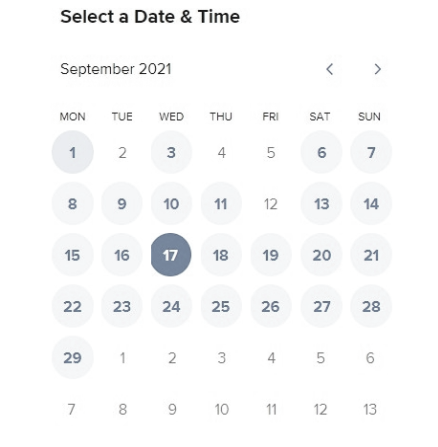 Select a Date & Time
September 2021
MON TUE WED THU FRI SAT SUN
1 2 3 4 5 6 7
8 9 10 11 12 13 14
15 16 17 18 19 20 21
22 23 24 25 26 27 28
29 1 2 3 4 5 6
7 8 9 10 11 12 13